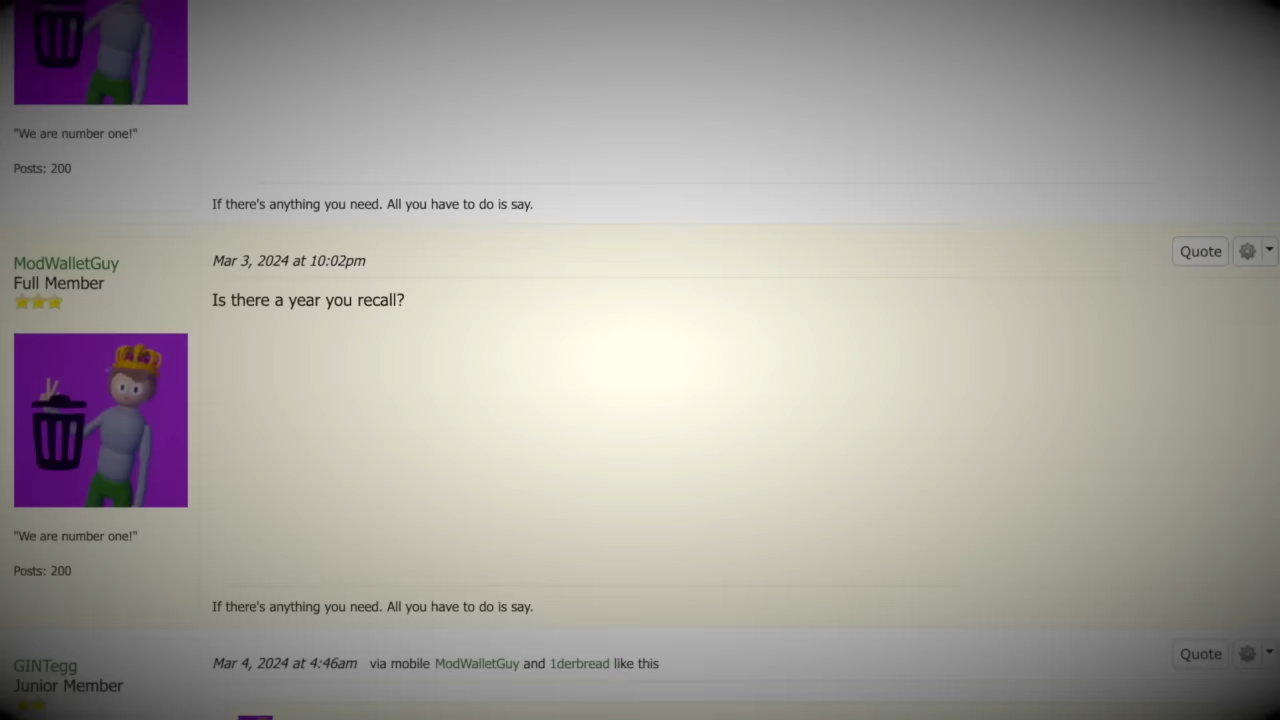 "We are number one!"
Posts: 200
If there's anything you need. All you have to do is say.
ModWalletGuy
Full Member
Mar 3, 2024 at 10:02pm
Quote
Is there a year you recall?
"We are number one!"
Posts: 200
If there's anything you need. All you have to do is say.
GINTegg
Junior Member
Mar 4, 2024 at 4:46am via mobile ModWalletGuy and 1derbread like this
Quote